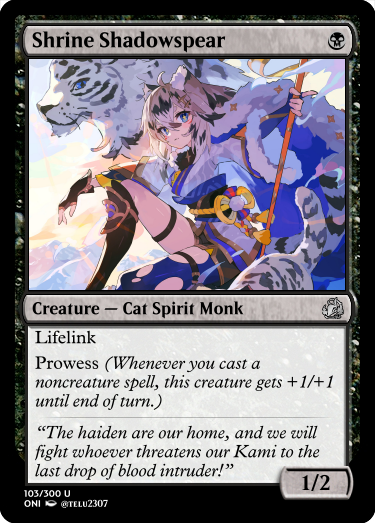 Shrine Shadowspear
Creature — Cat Spirit Monk
Lifelink
Prowess (Whenever you cast a
noncreature spell, this creature gets +1/+1
until end of turn.)
“The haiden are our home, and we will
fight whoever threatens our Kami to the
last drop of blood intruder!”
1/2
103/300 U
ONI @TELU2307